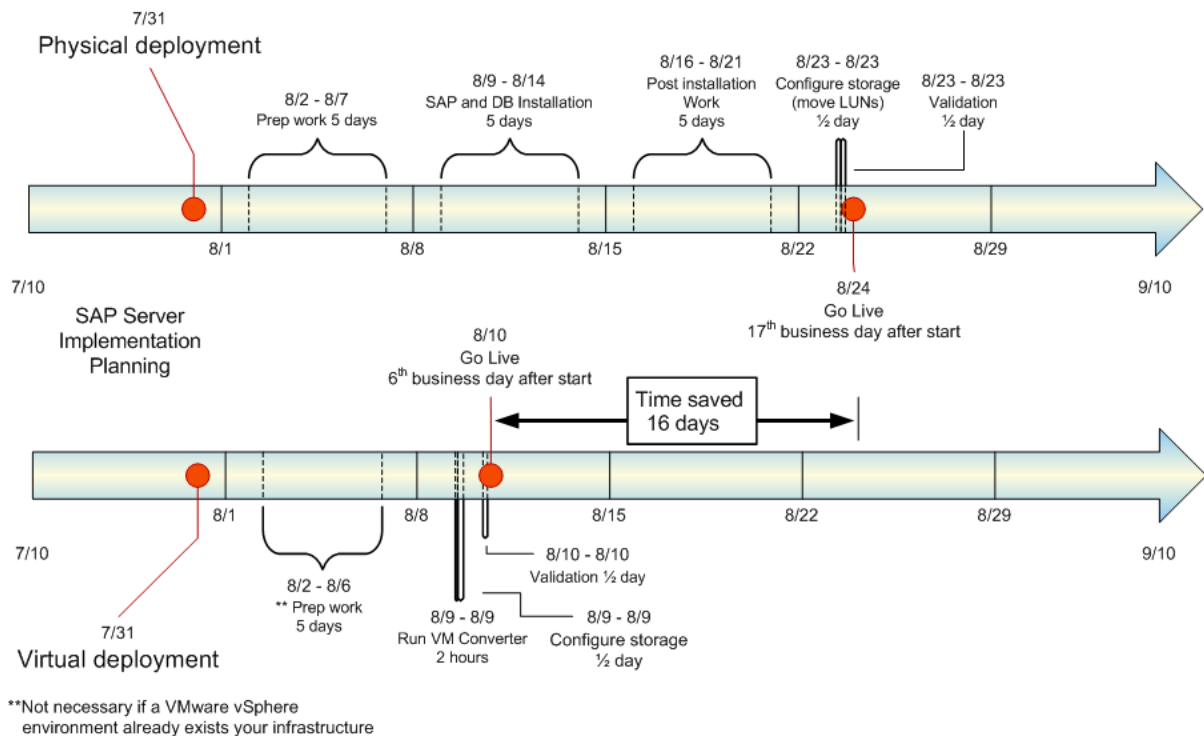 7/31
Physical deployment
8/2 - 8/7
Prep work 5 days
8/9 - 8/14
SAP and DB Installation
5 days
8/16 - 8/21
Post installation
Work
5 days
8/23 - 8/23
Configure storage
(move LUNs)
½ day
8/23 - 8/23
Validation
½ day
8/1
8/8
8/15
8/22
8/29
7/10
9/10
8/24
Go Live
17th business day after start
SAP Server
Implementation
Planning
8/10
Go Live
6th business day after start
Time saved
16 days
8/1
8/8
8/15
8/22
8/29
7/10
9/10
8/2 - 8/6
** Prep work
5 days
8/10 - 8/10
Validation ½ day
8/9 - 8/9
Run VM Converter
2 hours
8/9 - 8/9
Configure storage
½ day
7/31
Virtual deployment
**Not necessary if a VMware vSphere
environment already exists your infrastructure